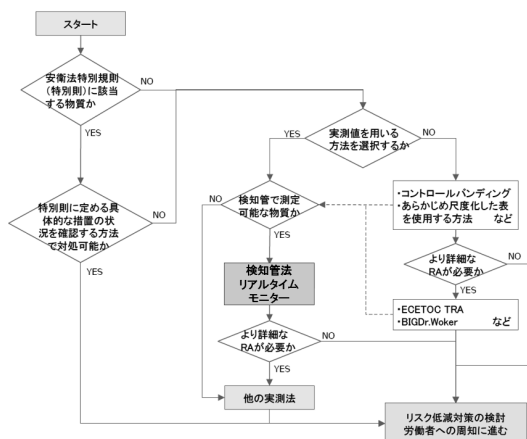 スタート
安衛法特別規則
(特別則)に該当
する物質か
NO
YES
実測値を用いる
方法を選択するか
YES
NO
特別則に定める具
体的な措置の状
況を確認する方法
で対処可能か
NO
YES
検知管で測定
可能な物質か
NO
YES
・コントロールバンディング
・あらかじめ尺度化した表
を使用する方法 など
より詳細な
RAが必要か
NO
YES
検知管法
リアルタイム
モニター
・ECETOC TRA
・BIGDr.Woker など
より詳細な
RAが必要か
NO
YES
他の実測法
リスク低減対策の検討
労働者への周知に進む